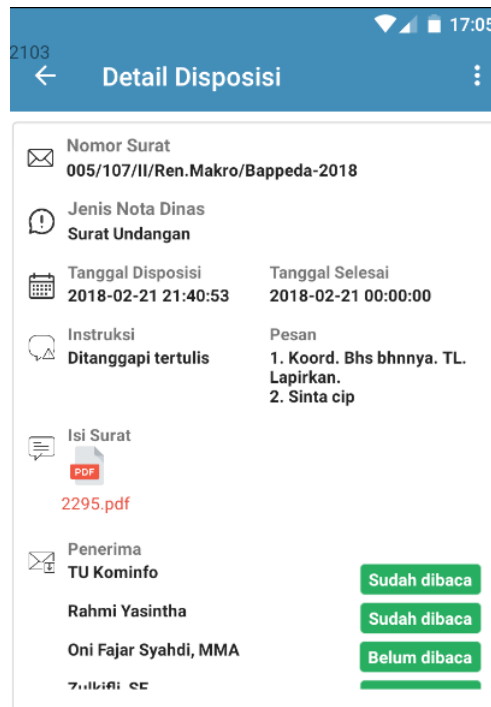 17:05
2103
Detail Disposisi
Nomor Surat
005/107/II/Ren.Makro/Bappeda-2018
Jenis Nota Dinas
Surat Undangan
Tanggal Disposisi Tanggal Selesai
2018-02-21 21:40:53 2018-02-21 00:00:00
Instruksi Pesan
Ditanggapi tertulis 1. Koord. Bhs bhnnya. TL.
Lapirkan.
2. Sinta cip
Isi Surat
PDF
2295.pdf
Penerima
TU Kominfo Sudah dibaca
Rahmi Yasintha Sudah dibaca
Oni Fajar Syahdi, MMA Belum dibaca
Zulkifli, SE